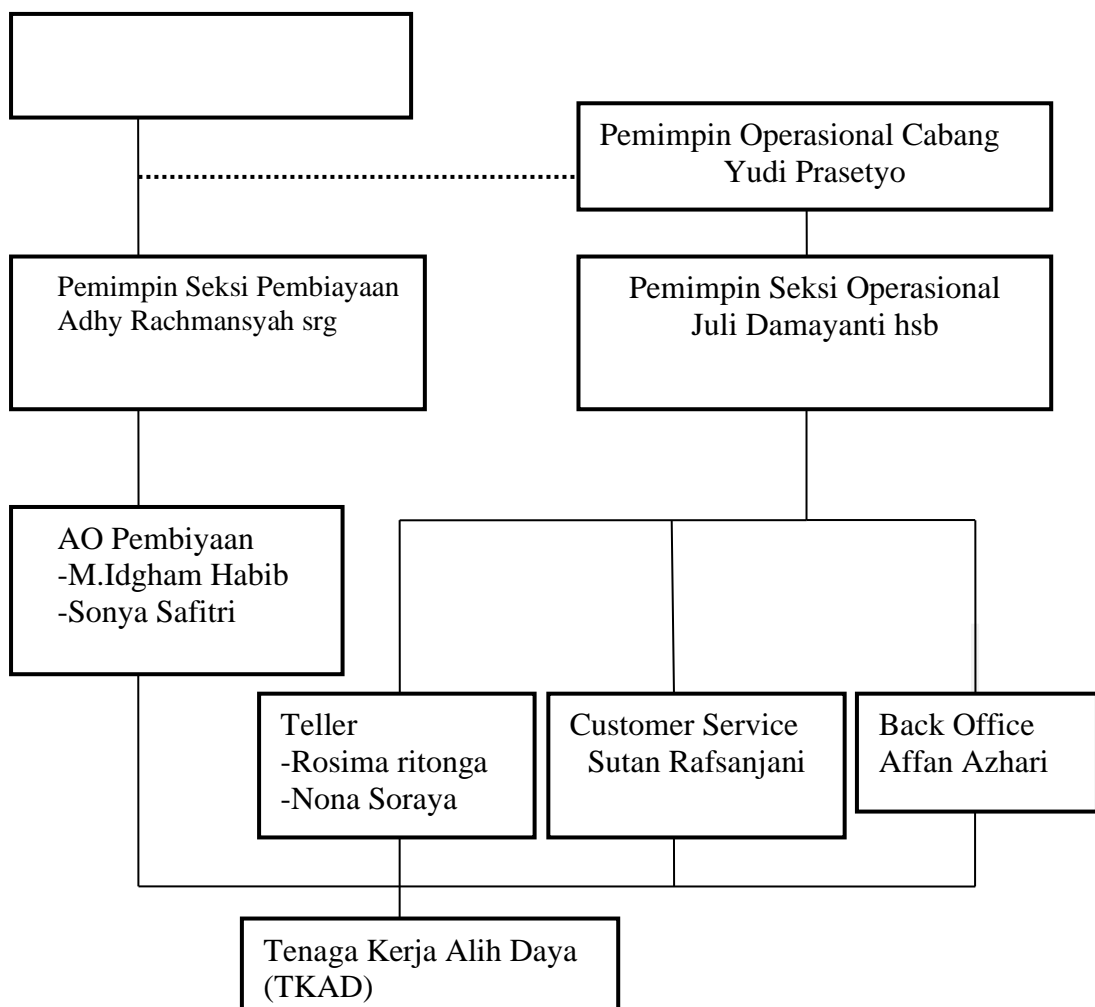 Pemimpin Operasional Cabang
Yudi Prasetyo
Pemimpin Seksi Pembiayaan
Adhy Rachmansyah srg
Pemimpin Seksi Operasional
Juli Damayanti hsb
AO Pembiyaan
-M.Idgham Habib
-Sonya Safitri
Teller
-Rosima ritonga
-Nona Soraya
Customer Service
Sutan Rafsanjani
Back Office
Affan Azhari
Tenaga Kerja Alih Daya
(TKAD)